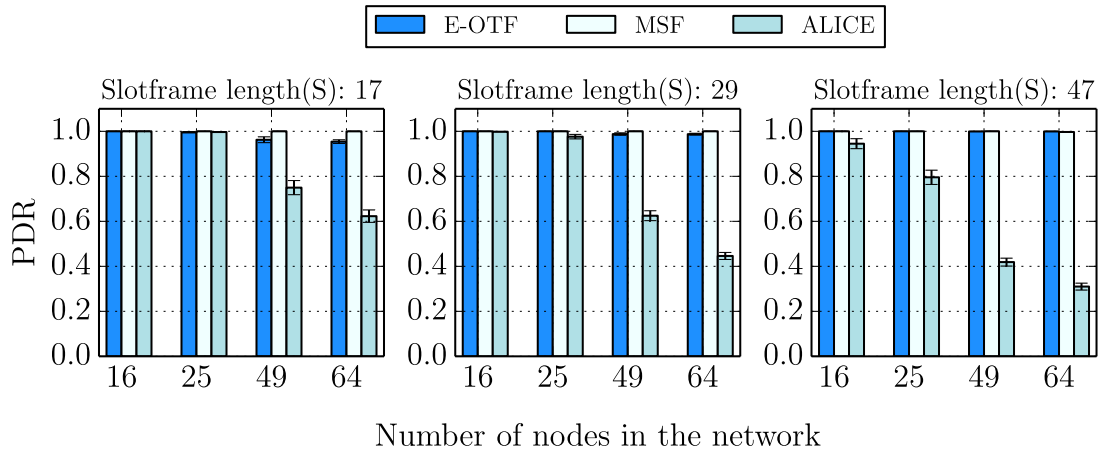 E-OTF MSF ALICE
Slotframe length(S): 17
1.0
0.8
0.6
0.4
0.2
0.0
16 25 49 64
Slotframe length(S): 29
1.0
0.8
0.6
0.4
0.2
0.0
16 25 49 64
Slotframe length(S): 47
1.0
0.8
0.6
0.4
0.2
0.0
16 25 49 64
PDR
Number of nodes in the network